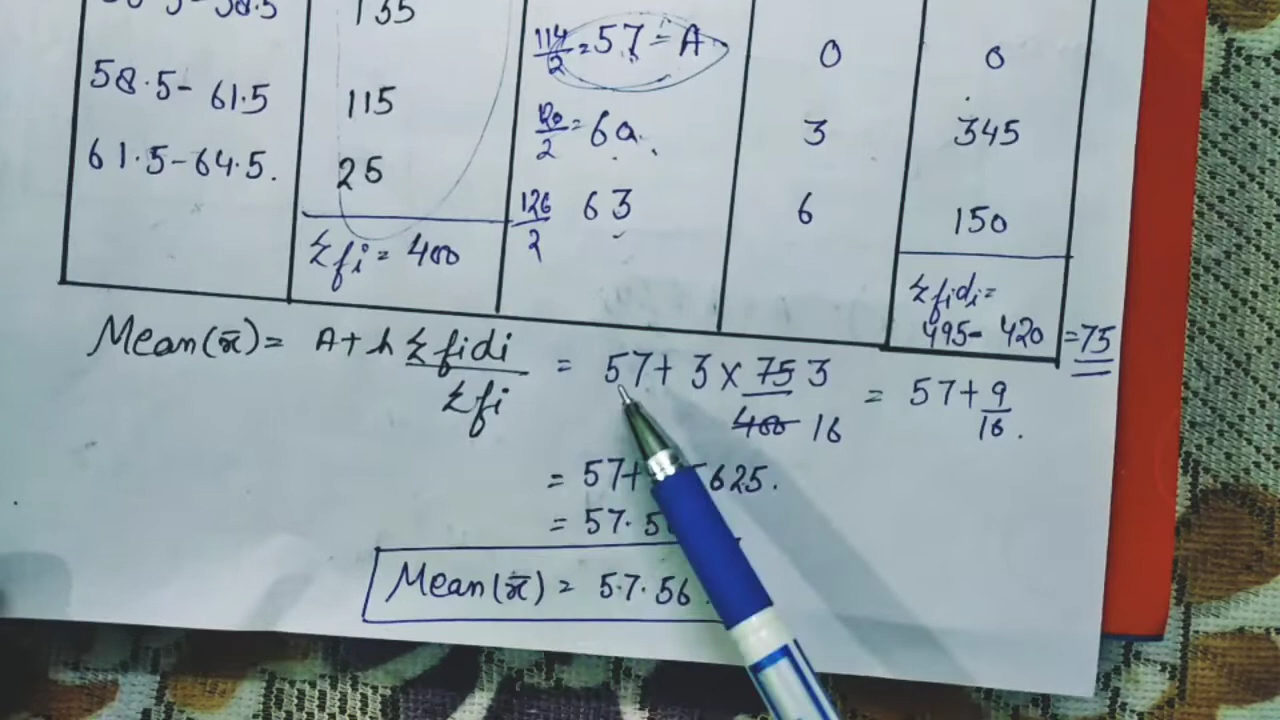 135
114/2 = 57 = A 0 0
58.5- 61.5 115 120/2 = 60. 3 345
61.5-64.5. 25 126/2 63 6 150
Σfi = 400 Σfidi =
495- 420 =75
Mean(x̄) = A+ h Σfidi/Σfi = 57+ 3 × 75/400 3/16 = 57+ 9/16.
= 57+ 5625.
= 57.5
Mean(x̄) = 57.56